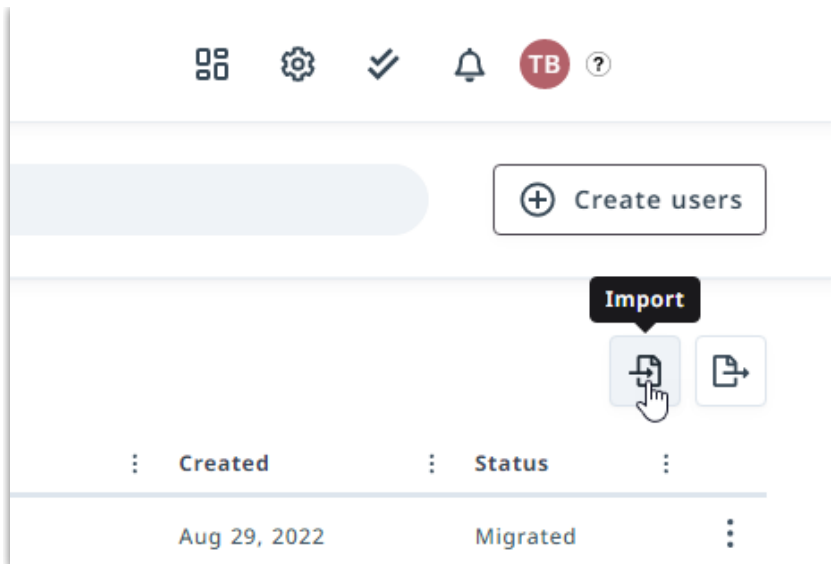 TB ?
Create users
Import
Created Status
Aug 29, 2022 Migrated